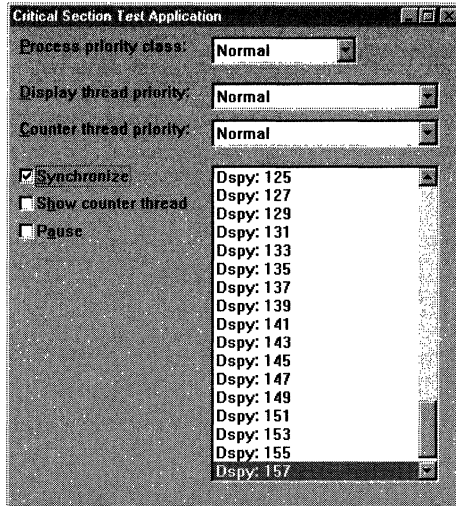 Critical Section Test Application
Process priority class: Normal
Display thread priority: Normal
Counter thread priority: Normal
Synchronize
Show counter thread
Pause
Dspy: 125
Dspy: 127
Dspy: 129
Dspy: 131
Dspy: 133
Dspy: 135
Dspy: 137
Dspy: 139
Dspy: 141
Dspy: 143
Dspy: 145
Dspy: 147
Dspy: 149
Dspy: 151
Dspy: 153
Dspy: 155
Dspy: 157